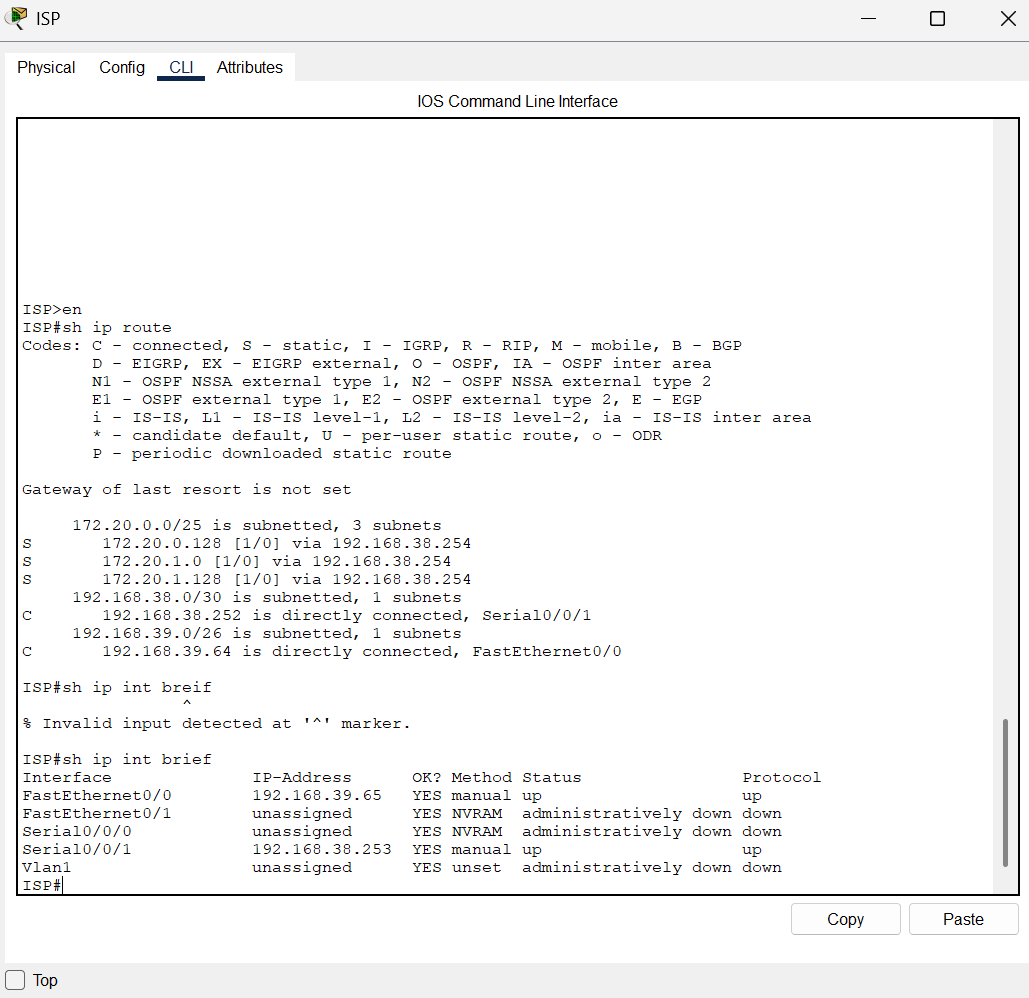 ISP
Physical Config CLI Attributes
IOS Command Line Interface
ISP>en
ISP#sh ip route
Codes: C - connected, S - static, I - IGRP, R - RIP, M - mobile, B - BGP
       D - EIGRP, EX - EIGRP external, O - OSPF, IA - OSPF inter area
       N1 - OSPF NSSA external type 1, N2 - OSPF NSSA external type 2
       E1 - OSPF external type 1, E2 - OSPF external type 2, E - EGP
       i - IS-IS, L1 - IS-IS level-1, L2 - IS-IS level-2, ia - IS-IS inter area
       * - candidate default, U - per-user static route, o - ODR
       P - periodic downloaded static route
Gateway of last resort is not set
     172.20.0.0/25 is subnetted, 3 subnets
S       172.20.0.128 [1/0] via 192.168.38.254
S       172.20.1.0 [1/0] via 192.168.38.254
S       172.20.1.128 [1/0] via 192.168.38.254
     192.168.38.0/30 is subnetted, 1 subnets
C       192.168.38.252 is directly connected, Serial0/0/1
     192.168.39.0/26 is subnetted, 1 subnets
C       192.168.39.64 is directly connected, FastEthernet0/0
ISP#sh ip int breif
                ^
% Invalid input detected at '^' marker.
ISP#sh ip int brief
Interface              IP-Address      OK? Method Status                Protocol
FastEthernet0/0        192.168.39.65   YES manual up                    up
FastEthernet0/1        unassigned      YES NVRAM  administratively down down
Serial0/0/0            unassigned      YES NVRAM  administratively down down
Serial0/0/1            192.168.38.253  YES manual up                    up
Vlan1                  unassigned      YES unset  administratively down down
ISP#
Copy Paste
Top